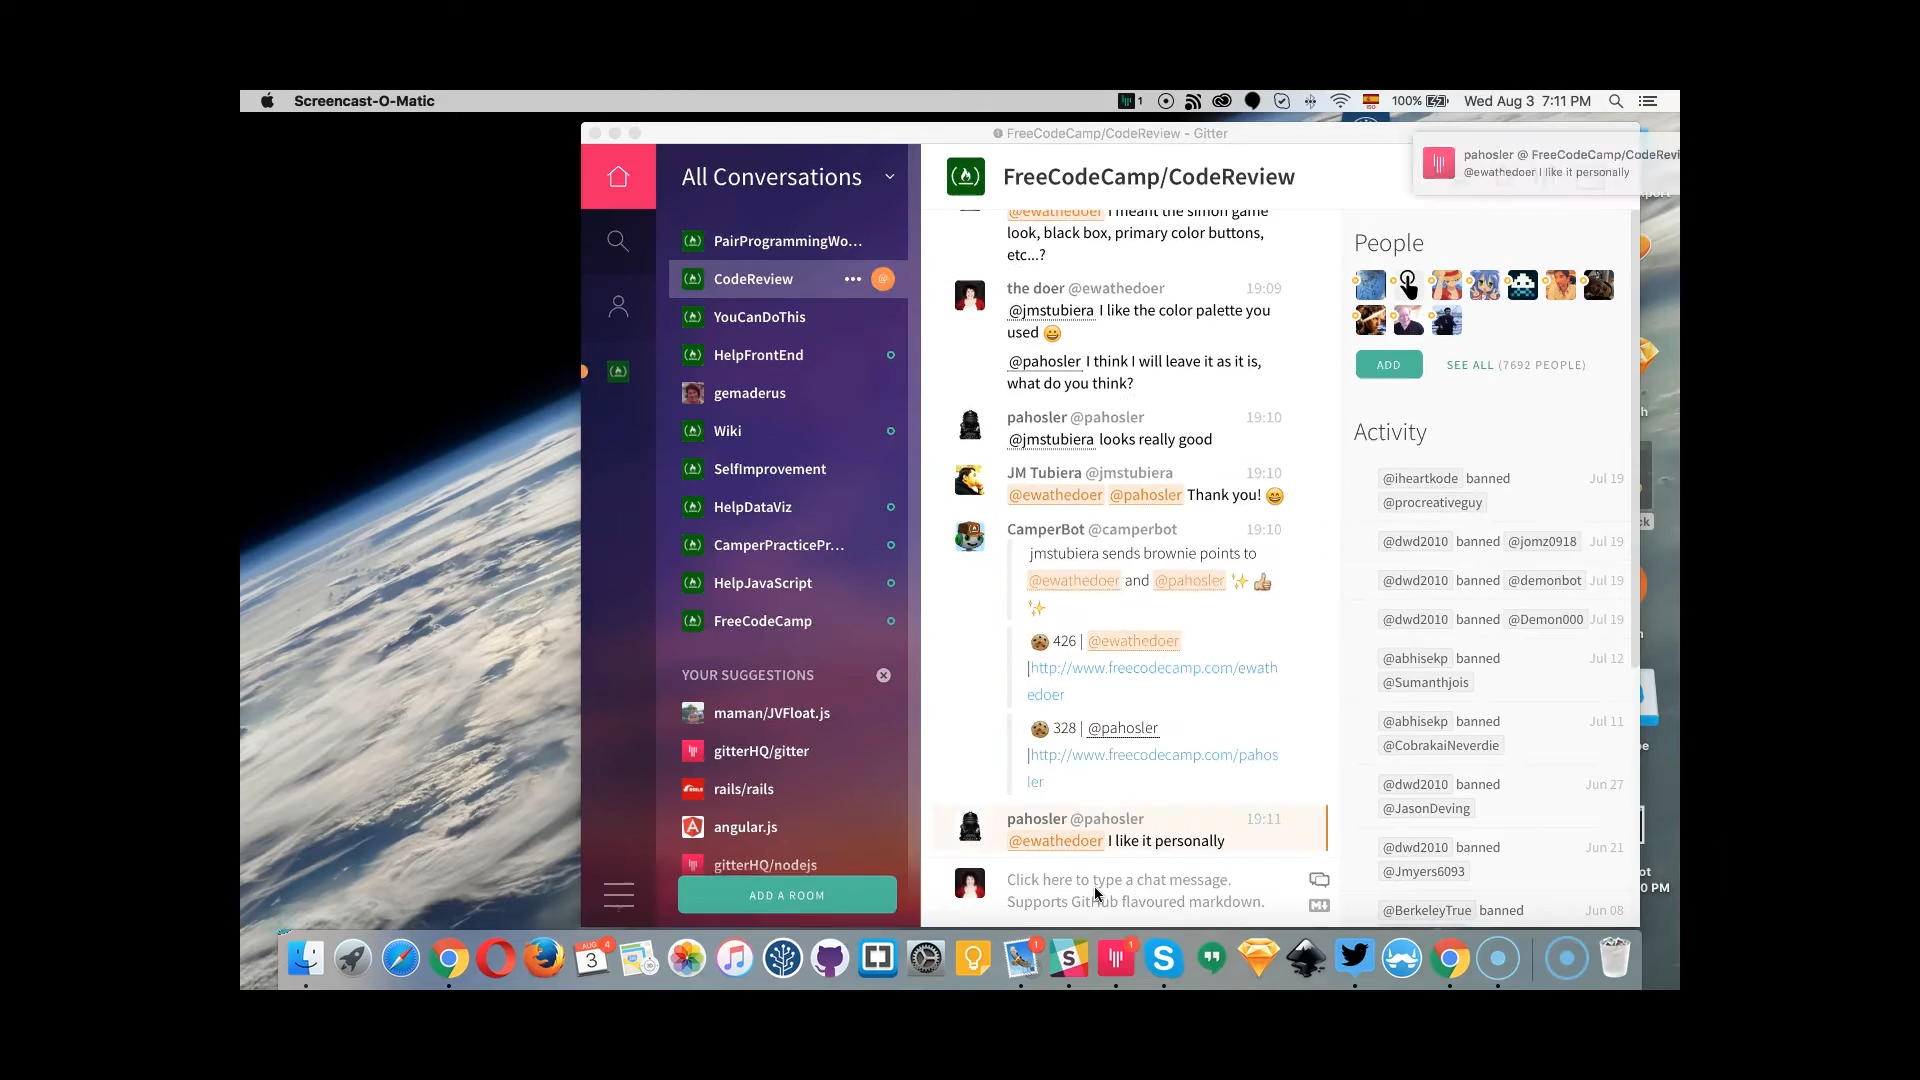 Screencast-O-Matic
1
100%
Wed Aug 3 7:11 PM
FreeCodeCamp/CodeReview - Gitter
pahosler @ FreeCodeCamp/CodeRevi
@ewathedoer I like it personally
All Conversations
PairProgrammingWo...
CodeReview
@
YouCanDoThis
HelpFrontEnd
gemaderus
Wiki
SelfImprovement
HelpDataViz
CamperPracticePr...
HelpJavaScript
FreeCodeCamp
YOUR SUGGESTIONS
maman/JVFloat.js
gitterHQ/gitter
rails/rails
angular.js
gitterHQ/nodejs
ADD A ROOM
FreeCodeCamp/CodeReview
@ewathedoer I meant the simon game
look, black box, primary color buttons,
etc...?
the doer @ewathedoer 19:09
@jmstubiera I like the color palette you
used
@pahosler I think I will leave it as it is,
what do you think?
pahosler @pahosler 19:10
@jmstubiera looks really good
JM Tubiera @jmstubiera 19:10
@ewathedoer @pahosler Thank you!
CamperBot @camperbot 19:10
jmstubiera sends brownie points to
@ewathedoer and @pahosler
426 | @ewathedoer
|http://www.freecodecamp.com/ewath
edoer
328 | @pahosler
|http://www.freecodecamp.com/pahos
ler
pahosler @pahosler 19:11
@ewathedoer I like it personally
Click here to type a chat message.
Supports GitHub flavoured markdown.
People
ADD
SEE ALL (7692 PEOPLE)
Activity
@iheartkode banned Jul 19
@procreativeguy
@dwd2010 banned @jomz0918 Jul 19
@dwd2010 banned @demonbot Jul 19
@dwd2010 banned @Demon000 Jul 19
@abhisekp banned Jul 12
@Sumanthjois
@abhisekp banned Jul 11
@CobrakaiNeverdie
@dwd2010 banned Jun 27
@JasonDeving
@dwd2010 banned Jun 21
@Jmyers6093
@BerkeleyTrue banned Jun 08
0 PM
AUG 4
3
1
1